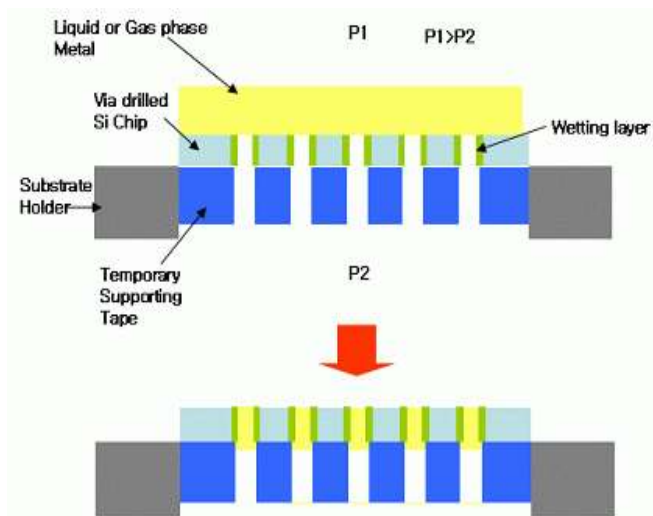 Liquid or Gas phase
Metal
P1
P1>P2
Via drilled
Si Chip
Wetting layer
Substrate
Holder
Temporary
Supporting
Tape
P2